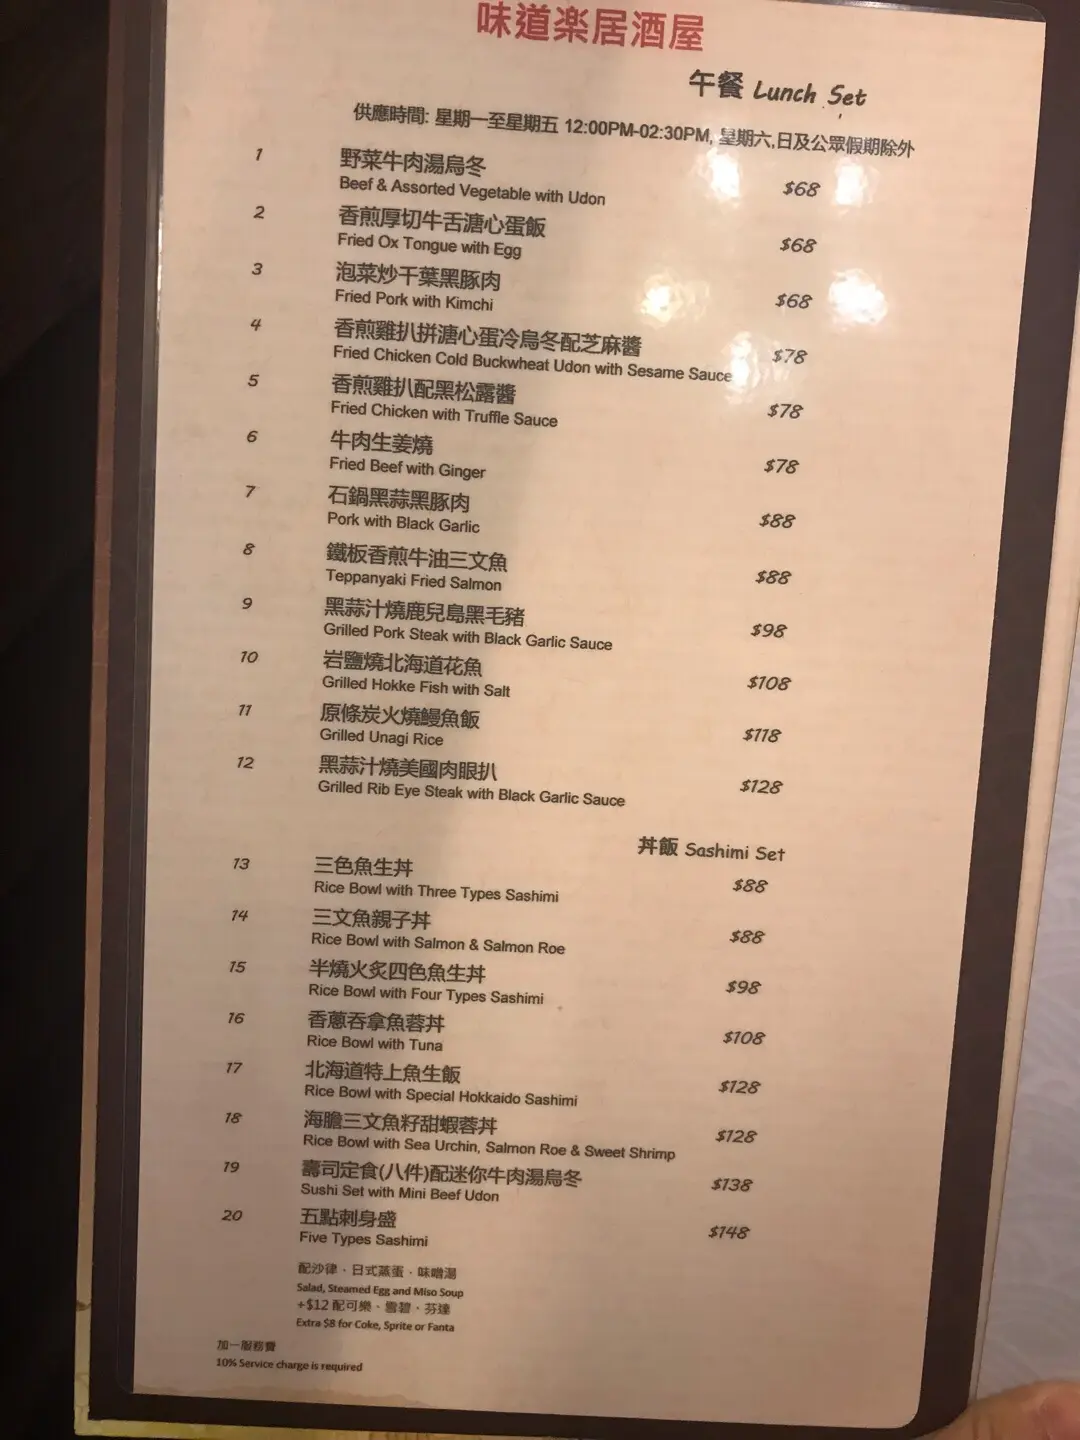 味道楽居酒屋
午餐 Lunch Set
供應時間: 星期一至星期五 12:00PM-02:30PM, 星期六,日及公眾假期除外
1 野菜牛肉湯烏冬
Beef & Assorted Vegetable with Udon $68
2 香煎厚切牛舌溏心蛋飯
Fried Ox Tongue with Egg $68
3 泡菜炒千葉黑豚肉
Fried Pork with Kimchi $68
4 香煎雞扒拼溏心蛋冷烏冬配芝麻醬
Fried Chicken Cold Buckwheat Udon with Sesame Sauce $78
5 香煎雞扒配黑松露醬
Fried Chicken with Truffle Sauce $78
6 牛肉生姜燒
Fried Beef with Ginger $78
7 石鍋黑蒜黑豚肉
Pork with Black Garlic $88
8 鐵板香煎牛油三文魚
Teppanyaki Fried Salmon $88
9 黑蒜汁燒鹿兒島黑毛豬
Grilled Pork Steak with Black Garlic Sauce $98
10 岩鹽燒北海道花魚
Grilled Hokke Fish with Salt $108
11 原條炭火燒鰻魚飯
Grilled Unagi Rice $118
12 黑蒜汁燒美國肉眼扒
Grilled Rib Eye Steak with Black Garlic Sauce $128
丼飯 Sashimi Set
13 三色魚生丼
Rice Bowl with Three Types Sashimi $88
14 三文魚親子丼
Rice Bowl with Salmon & Salmon Roe $88
15 半燒火炙四色魚生丼
Rice Bowl with Four Types Sashimi $98
16 香蔥吞拿魚蓉丼
Rice Bowl with Tuna $108
17 北海道特上魚生飯
Rice Bowl with Special Hokkaido Sashimi $128
18 海膽三文魚籽甜蝦蓉丼
Rice Bowl with Sea Urchin, Salmon Roe & Sweet Shrimp $128
19 壽司定食(八件)配迷你牛肉湯烏冬
Sushi Set with Mini Beef Udon $138
20 五點刺身盛
Five Types Sashimi $148
配沙律、日式蒸蛋、味噌湯
Salad, Steamed Egg and Miso Soup
+$12 配可樂、雪碧、芬達
Extra $8 for Coke, Sprite or Fanta
加一服務費
10% Service charge is required